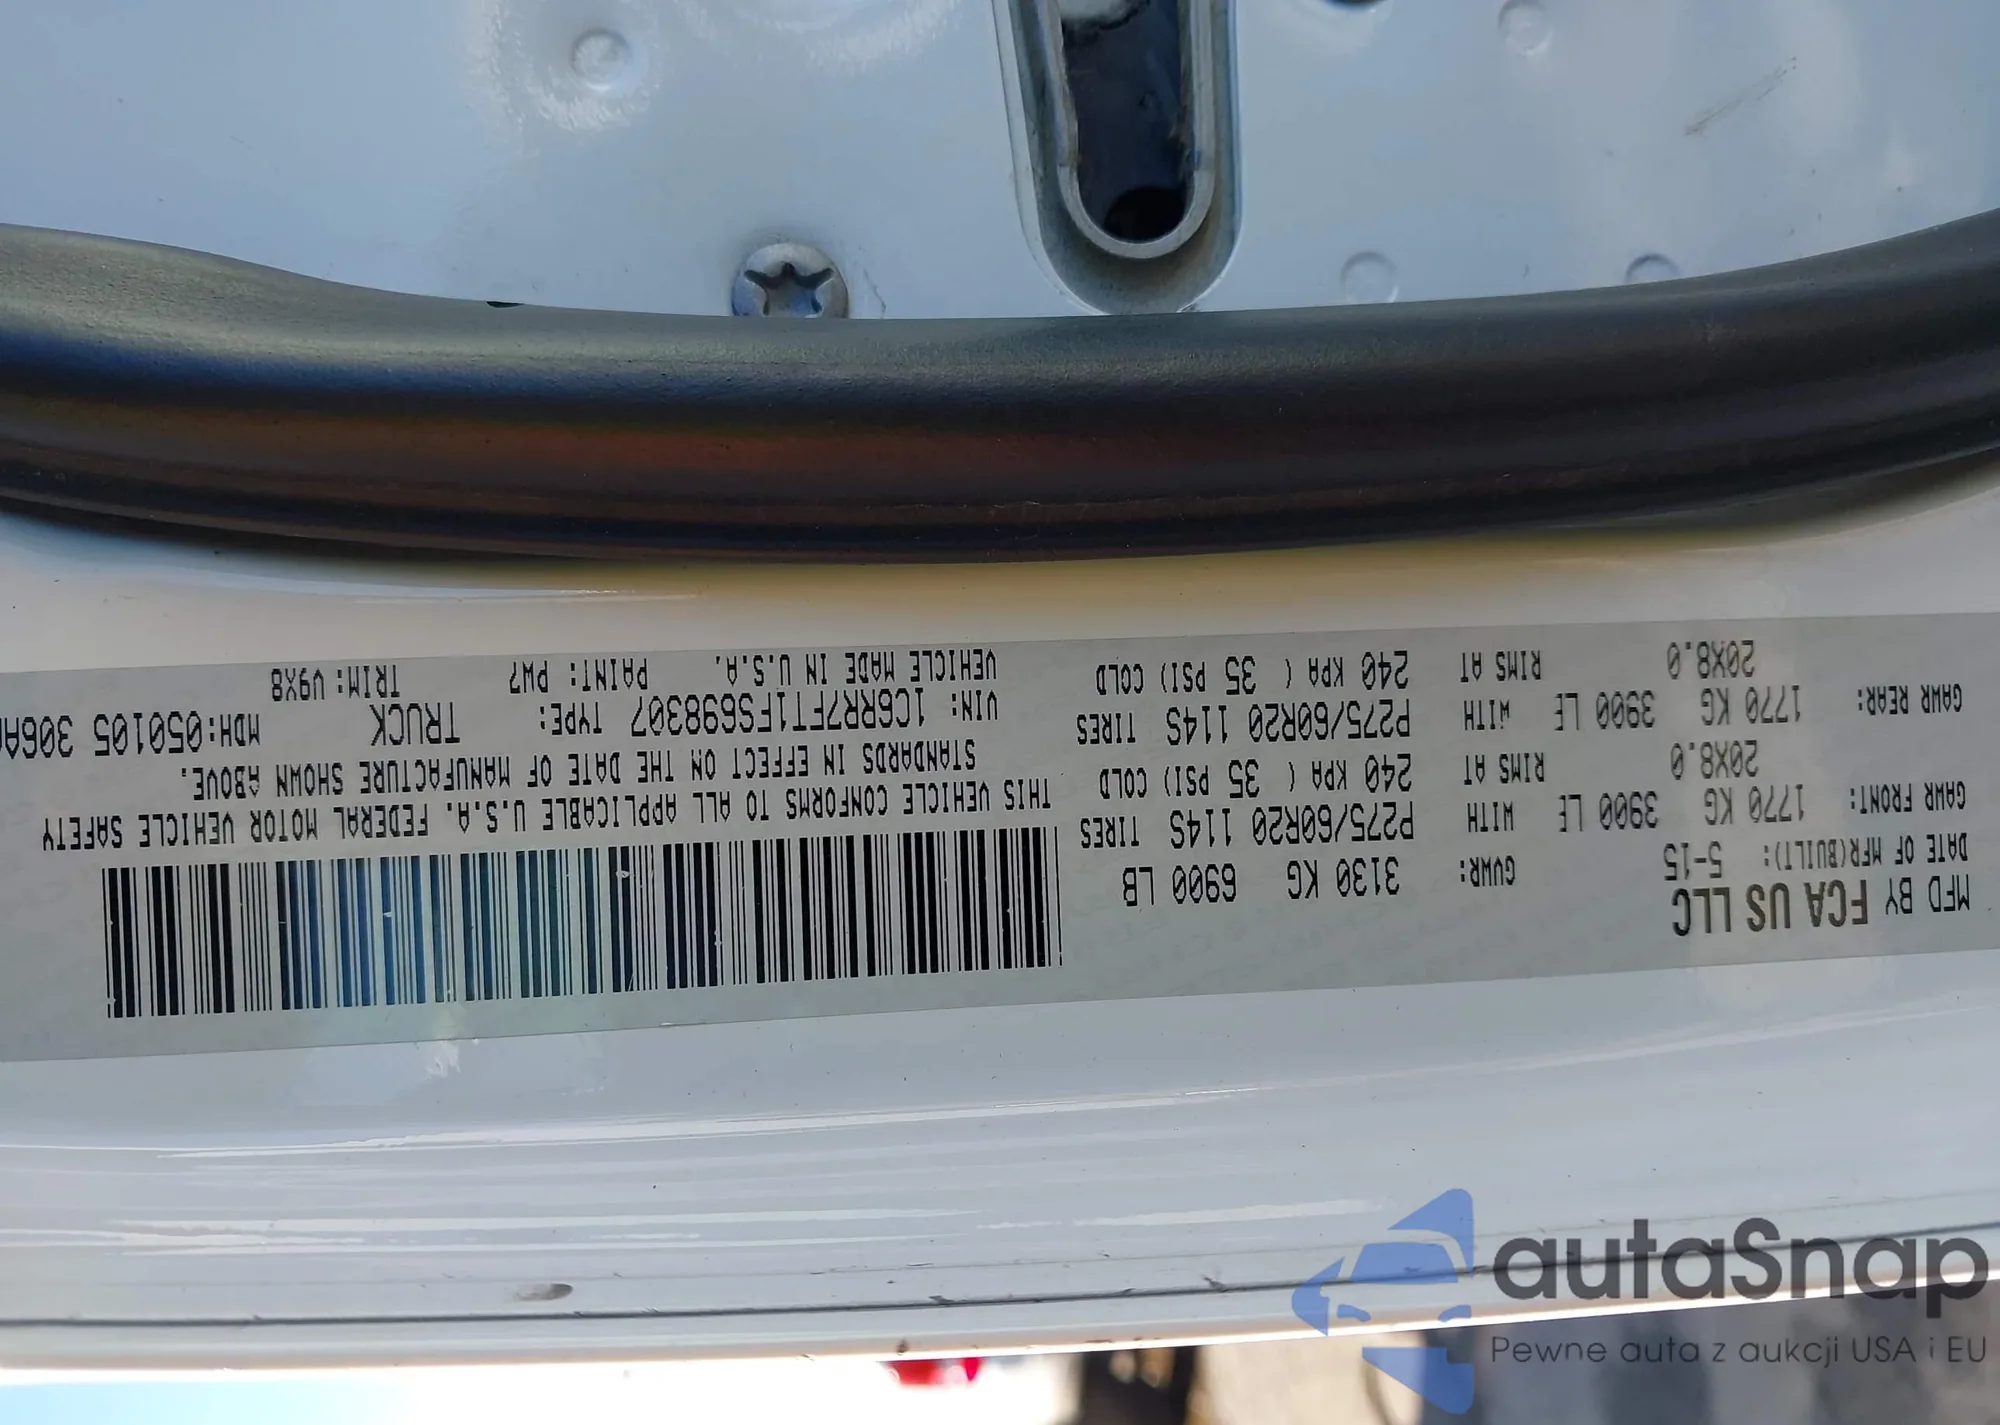 MFD BY FCA US LLC
DATE OF MFR(BUILT): 5-15 GVWR: 3130 KG 6900 LB
GAWR FRONT: 1770 KG 3900 LE WITH P275/60R20 114S TIRES
20X8.0 RIMS AT 240 KPA ( 35 PSI) COLD
GAWR REAR: 1770 KG 3900 LE WITH P275/60R20 114S TIRES
20X8.0 RIMS AT 240 KPA ( 35 PSI) COLD
THIS VEHICLE CONFORMS TO ALL APPLICABLE U.S.A. FEDERAL MOTOR VEHICLE SAFETY
STANDARDS IN EFFECT ON THE DATE OF MANUFACTURE SHOWN ABOVE.
VIN: 1C6RR7FT1FS698307 TYPE: TRUCK MDH:050105 306
VEHICLE MADE IN U.S.A. PAINT: PW7 TRIM: V9X8
autaSnap
Pewne auta z aukcji USA i EU